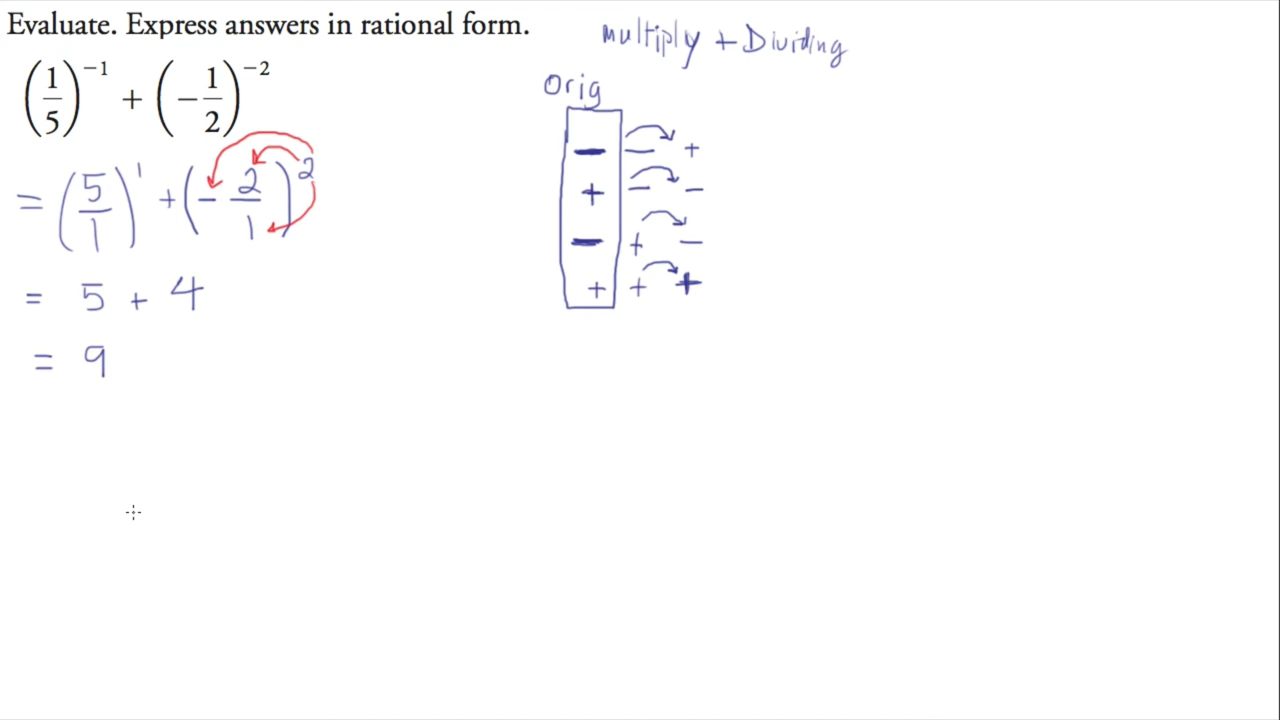 Evaluate. Express answers in rational form.
(1/5)^−1 + (−1/2)^−2
= (5/1)^1 + (−2/1)^2
= 5 + 4
= 9
Multiply + Dividing
Orig
− − +
+ − −
− + −
+ + +